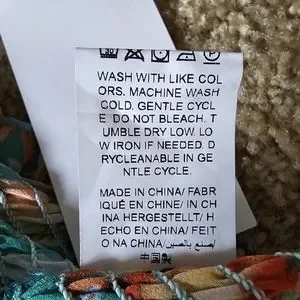 WASH WITH LIKE COL
ORS. MACHINE WASH
COLD. GENTLE CYCL
E. DO NOT BLEACH. T
UMBLE DRY LOW. LO
W IRON IF NEEDED. D
RYCLEANABLE IN GE
NTLE CYCLE.
MADE IN CHINA/ FABR
IQUÉ EN CHINE/ IN CH
INA HERGESTELLT/ H
ECHO EN CHINA/ FEIT
O NA CHINA/صنع بالصين/
中国製